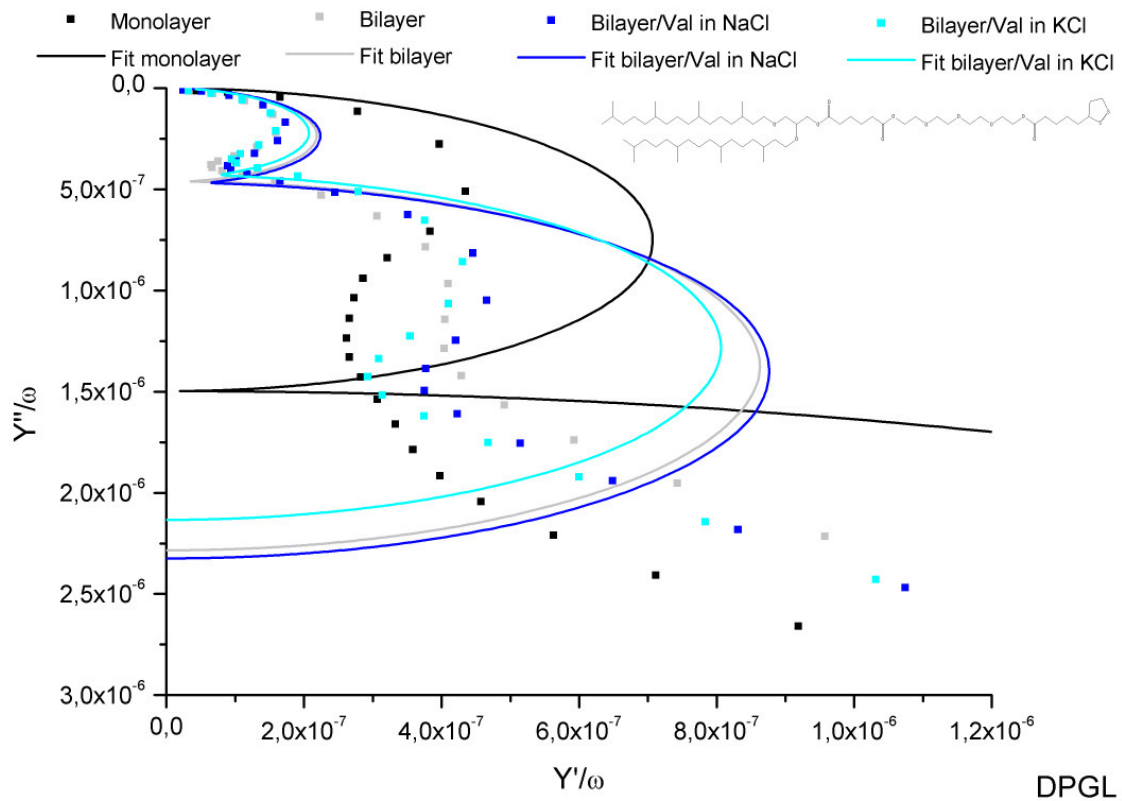 Monolayer Bilayer Bilayer/Val in NaCl Bilayer/Val in KCl
Fit monolayer Fit bilayer Fit bilayer/Val in NaCl Fit bilayer/Val in KCl
0,0
5,0x10⁻⁷
1,0x10⁻⁶
1,5x10⁻⁶
2,0x10⁻⁶
2,5x10⁻⁶
3,0x10⁻⁶
Y''/ω
0,0 2,0x10⁻⁷ 4,0x10⁻⁷ 6,0x10⁻⁷ 8,0x10⁻⁷ 1,0x10⁻⁶ 1,2x10⁻⁶
Y'/ω
DPGL